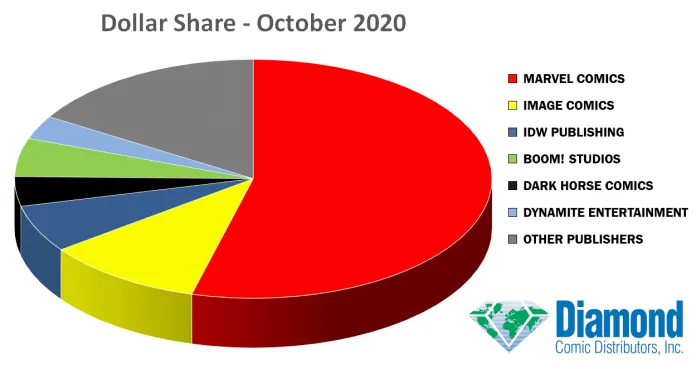 Dollar Share - October 2020
MARVEL COMICS
IMAGE COMICS
IDW PUBLISHING
BOOM! STUDIOS
DARK HORSE COMICS
DYNAMITE ENTERTAINMENT
OTHER PUBLISHERS
Diamond
Comic Distributors, Inc.